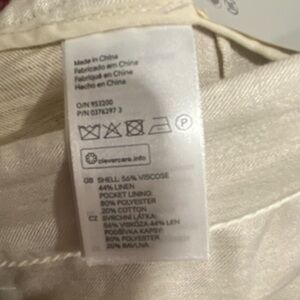 Made in China
Fabricado em China
Fabriqué en Chine
Hecho en China
O/N 953200
P/N 0376297 3
P
clevercare.info
GB SHELL: 56% VISCOSE
44% LINEN
POCKET LINING:
80% POLYESTER
20% COTTON
CZ SVRCHNÍ LÁTKA:
56% VISKÓZA 44% LEN
PODŠÍVKA KAPSY:
80% POLYESTER
20% BAVLNA